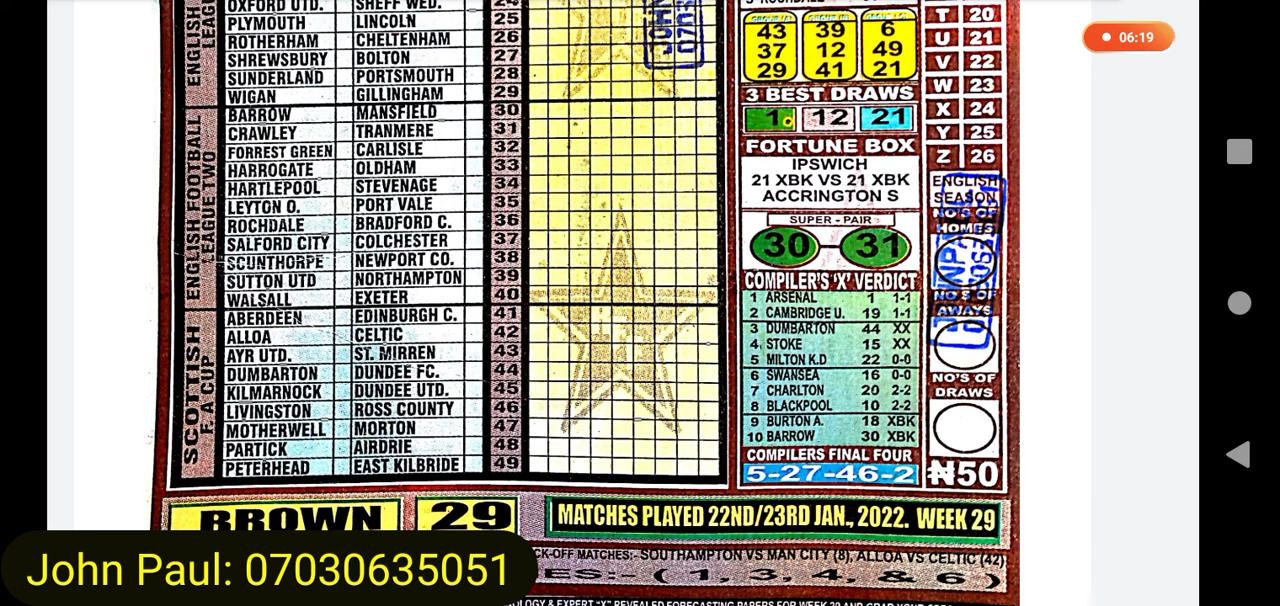 OXFORD UTD. SHEFF WED. 24
PLYMOUTH LINCOLN 25
ROTHERHAM CHELTENHAM 26
SHREWSBURY BOLTON 27
SUNDERLAND PORTSMOUTH 28
WIGAN GILLINGHAM 29
ENGLISH FOOTBALL
LEAGUE TWO
BARROW MANSFIELD 30
CRAWLEY TRANMERE 31
FORREST GREEN CARLISLE 32
HARROGATE OLDHAM 33
HARTLEPOOL STEVENAGE 34
LEYTON O. PORT VALE 35
ROCHDALE BRADFORD C. 36
SALFORD CITY COLCHESTER 37
SCUNTHORPE NEWPORT CO. 38
SUTTON UTD NORTHAMPTON 39
WALSALL EXETER 40
SCOTTISH
F.A CUP
ABERDEEN EDINBURGH C. 41
ALLOA CELTIC 42
AYR UTD. ST. MIRREN 43
DUMBARTON DUNDEE FC. 44
KILMARNOCK DUNDEE UTD. 45
LIVINGSTON ROSS COUNTY 46
MOTHERWELL MORTON 47
PARTICK AIRDRIE 48
PETERHEAD EAST KILBRIDE 49
ENGLISH
JOHN
0703
43 39 6
37 12 49
29 41 21
3 BEST DRAWS
1 12 21
FORTUNE BOX
IPSWICH
21 XBK VS 21 XBK
ACCRINGTON S
SUPER - PAIR
30 - 31
COMPILER'S 'X' VERDICT
1 ARSENAL 1 1-1
2 CAMBRIDGE U. 19 1-1
3 DUMBARTON 44 XX
4 STOKE 15 XX
5 MILTON K.D 22 0-0
6 SWANSEA 16 0-0
7 CHARLTON 20 2-2
8 BLACKPOOL 10 2-2
9 BURTON A. 18 XBK
10 BARROW 30 XBK
COMPILERS FINAL FOUR
5-27-46-2
T 20
U 21
V 22
W 23
X 24
Y 25
Z 26
ENGLISH
SEASON
NO'S OF
HOMES
NO'S OF
AWAYS
NO'S OF
DRAWS
₦50
06:19
BROWN 29
MATCHES PLAYED 22ND/23RD JAN., 2022. WEEK 29
CK-OFF MATCHES:- SOUTHAMPTON VS MAN CITY (8), ALLOA VS CELTIC (42)
ES:- ( 1, 3, 4, & 6 )
John Paul: 07030635051